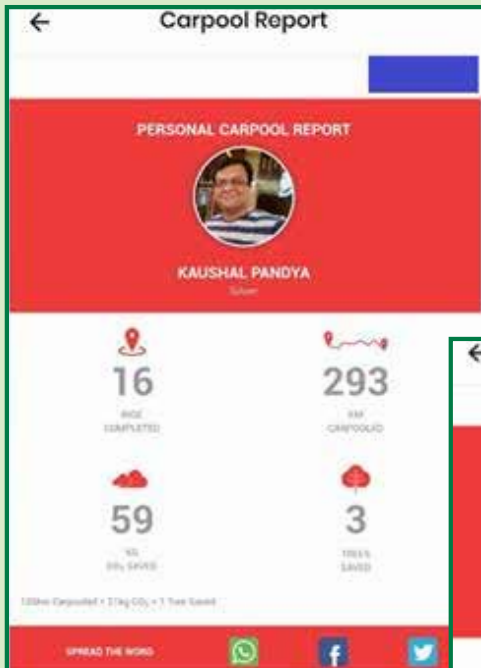 Carpool Report
PERSONAL CARPOOL REPORT
KAUSHAL PANDYA
16
RIDE
COMPLETED
293
KM
CARPOOLED
59
KG
CO₂ SAVED
3
TREES
SAVED
SPREAD THE WORD